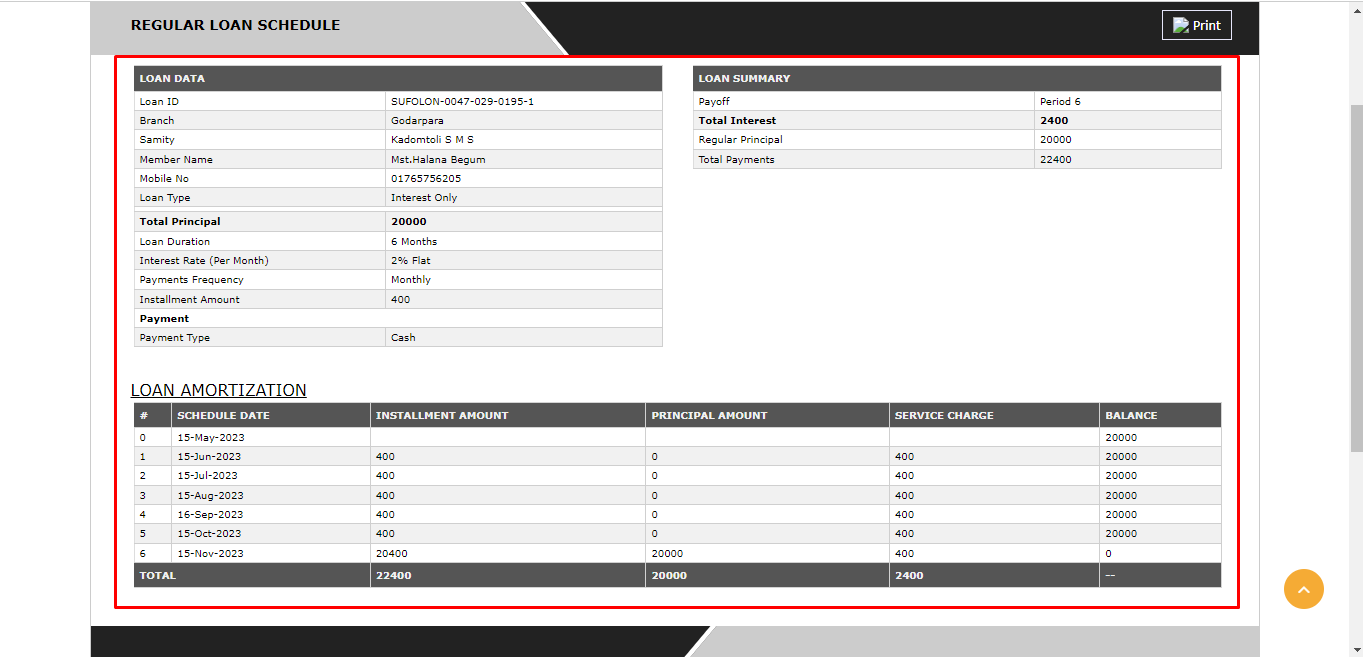 REGULAR LOAN SCHEDULE
Print
LOAN DATA
Loan ID SUFOLON-0047-029-0195-1
Branch Godarpara
Samity Kadomtoli S M S
Member Name Mst.Halana Begum
Mobile No 01765756205
Loan Type Interest Only
Total Principal 20000
Loan Duration 6 Months
Interest Rate (Per Month) 2% Flat
Payments Frequency Monthly
Installment Amount 400
Payment
Payment Type Cash
LOAN SUMMARY
Payoff Period 6
Total Interest 2400
Regular Principal 20000
Total Payments 22400
LOAN AMORTIZATION
# SCHEDULE DATE INSTALLMENT AMOUNT PRINCIPAL AMOUNT SERVICE CHARGE BALANCE
0 15-May-2023 20000
1 15-Jun-2023 400 0 400 20000
2 15-Jul-2023 400 0 400 20000
3 15-Aug-2023 400 0 400 20000
4 16-Sep-2023 400 0 400 20000
5 15-Oct-2023 400 0 400 20000
6 15-Nov-2023 20400 20000 400 0
TOTAL 22400 20000 2400 --